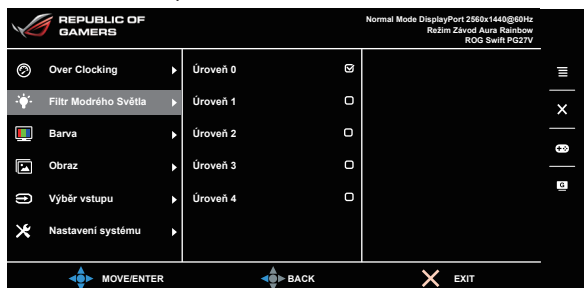 REPUBLIC OF
GAMERS
Normal Mode DisplayPort 2560x1440@60Hz
Režim Závod Aura Rainbow
ROG Swift PG27V
Over Clocking
Úroveň 0
Filtr Modrého Světla
Úroveň 1
Barva
Úroveň 2
Obraz
Úroveň 3
Výběr vstupu
Úroveň 4
Nastavení systému
G
MOVE/ENTER
BACK
EXIT